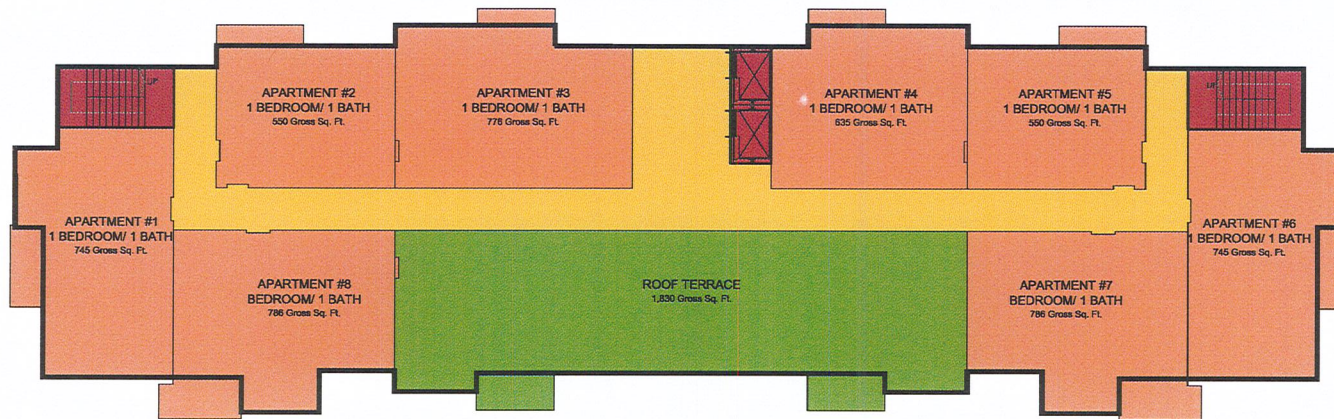 UP
APARTMENT #2
1 BEDROOM/ 1 BATH
550 Gross Sq. Ft.
APARTMENT #3
1 BEDROOM/ 1 BATH
776 Gross Sq. Ft.
APARTMENT #4
1 BEDROOM/ 1 BATH
635 Gross Sq. Ft.
APARTMENT #5
1 BEDROOM/ 1 BATH
550 Gross Sq. Ft.
UP
APARTMENT #1
1 BEDROOM/ 1 BATH
745 Gross Sq. Ft.
APARTMENT #6
1 BEDROOM/ 1 BATH
745 Gross Sq. Ft.
APARTMENT #8
BEDROOM/ 1 BATH
786 Gross Sq. Ft.
ROOF TERRACE
1,830 Gross Sq. Ft.
APARTMENT #7
BEDROOM/ 1 BATH
786 Gross Sq. Ft.